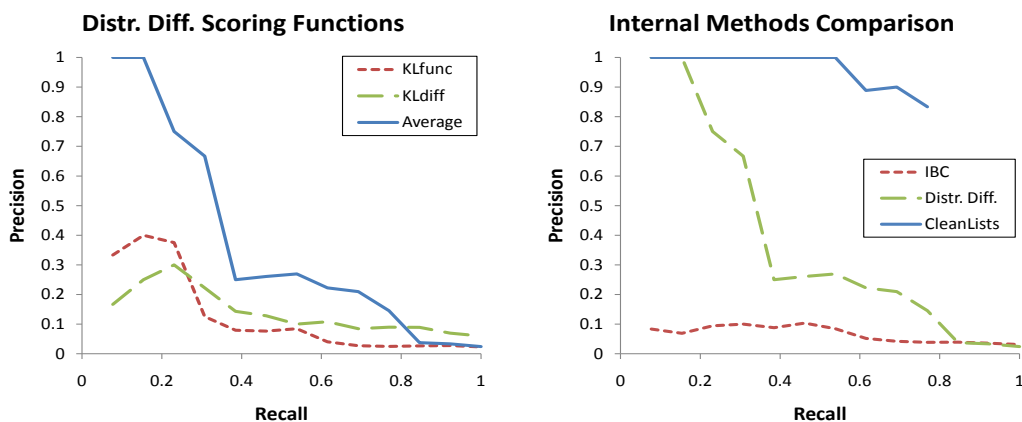 Distr. Diff. Scoring Functions
1
0.9
0.8
0.7
0.6
0.5
0.4
0.3
0.2
0.1
0
Precision
KLfunc
KLdiff
Average
0 0.2 0.4 0.6 0.8 1
Recall
Internal Methods Comparison
1
0.9
0.8
0.7
0.6
0.5
0.4
0.3
0.2
0.1
0
Precision
IBC
Distr. Diff.
CleanLists
0 0.2 0.4 0.6 0.8 1
Recall